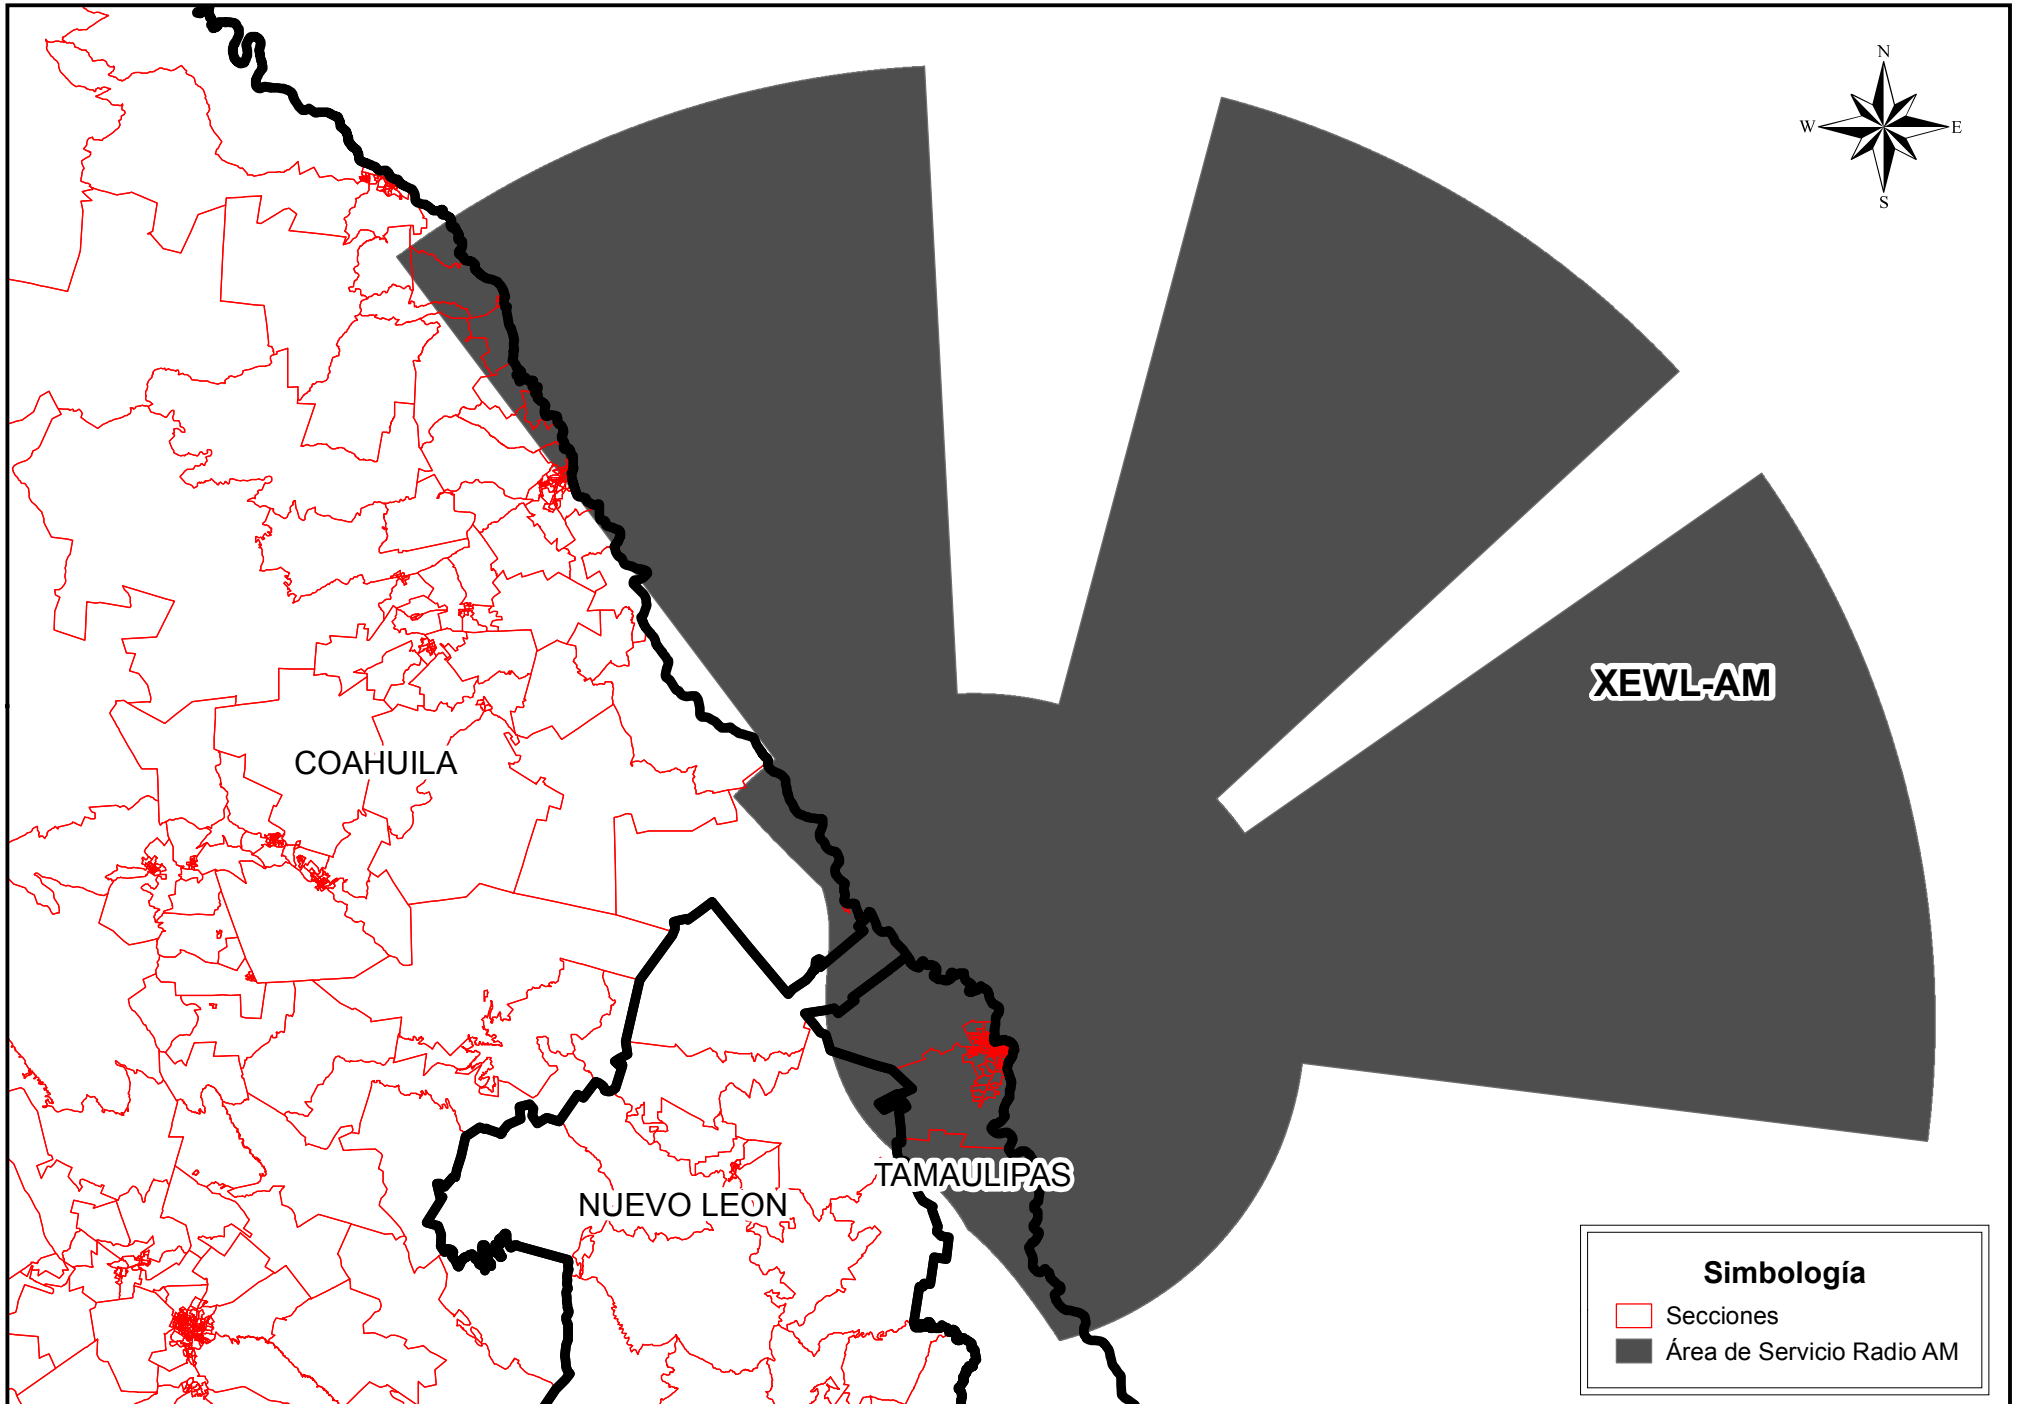 N
W
E
S
XEWL-AM
COAHUILA
TAMAULIPAS
NUEVO LEON
Simbología
Secciones
Área de Servicio Radio AM